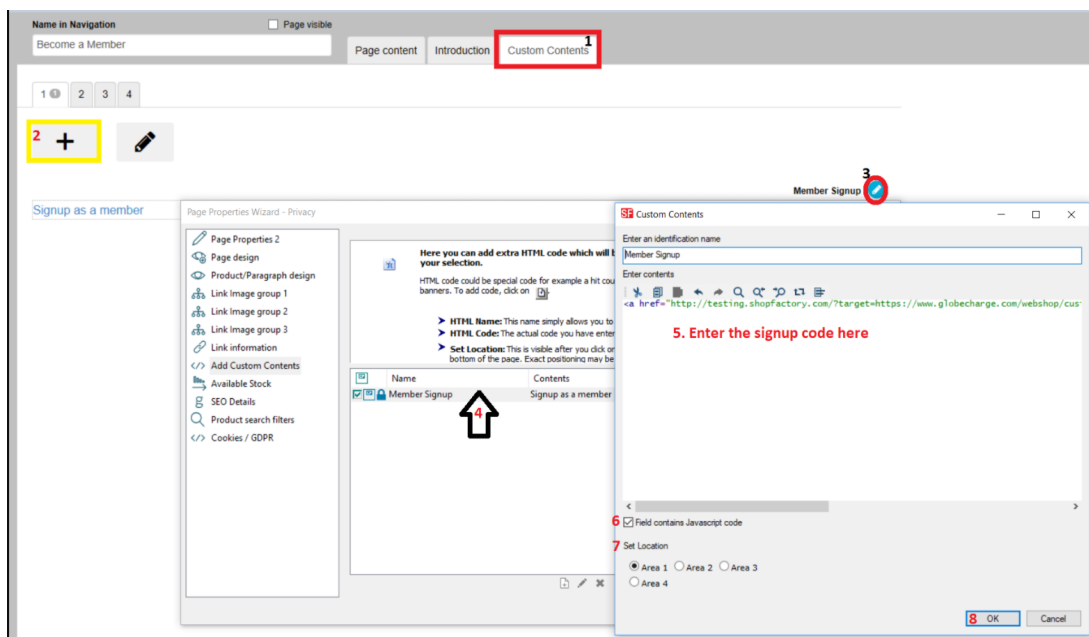 Name in Navigation
Page visible
Become a Member
Page content
Introduction
Custom Contents
1
1
2
3
4
2
+
3
Member Signup
Signup as a member
Page Properties Wizard - Privacy
Page Properties 2
Page design
Product/Paragraph design
Link Image group 1
Link Image group 2
Link Image group 3
Link information
Add Custom Contents
Available Stock
SEO Details
Product search filters
Cookies / GDPR
Here you can add extra HTML code which will b
your selection.
HTML code could be special code for example a hit cou
banners. To add code, click on
HTML Name: This name simply allows you to
HTML Code: The actual code you have enter
Set Location: This is visible after you click or
bottom of the page. Exact positioning may be
Name
Contents
Member Signup
Signup as a member
4
SF Custom Contents
Enter an identification name
Member Signup
Enter contents
<a href="http://testing.shopfactory.com/?target=https://www.globecharge.com/webshop/cus
5. Enter the signup code here
6
Field contains Javascript code
7
Set Location
Area 1
Area 2
Area 3
Area 4
8
OK
Cancel